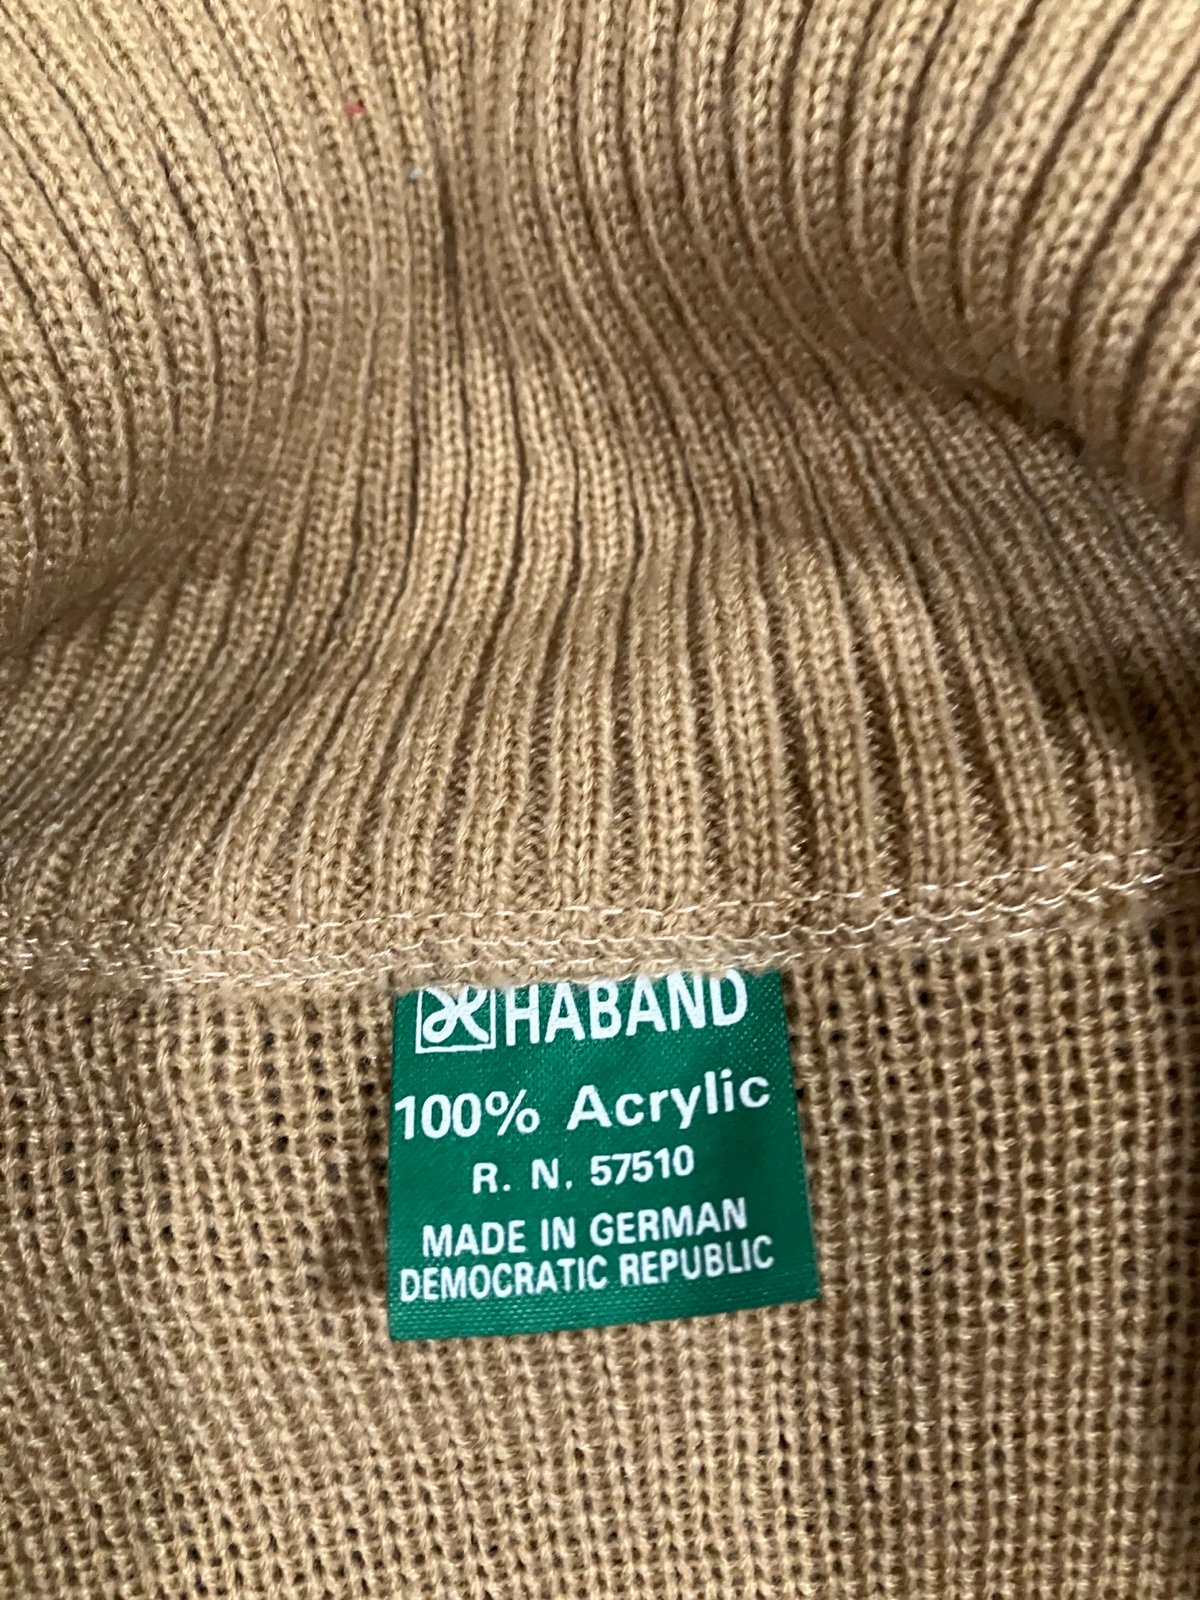 HABAND
100% Acrylic
R. N. 57510
MADE IN GERMAN
DEMOCRATIC REPUBLIC